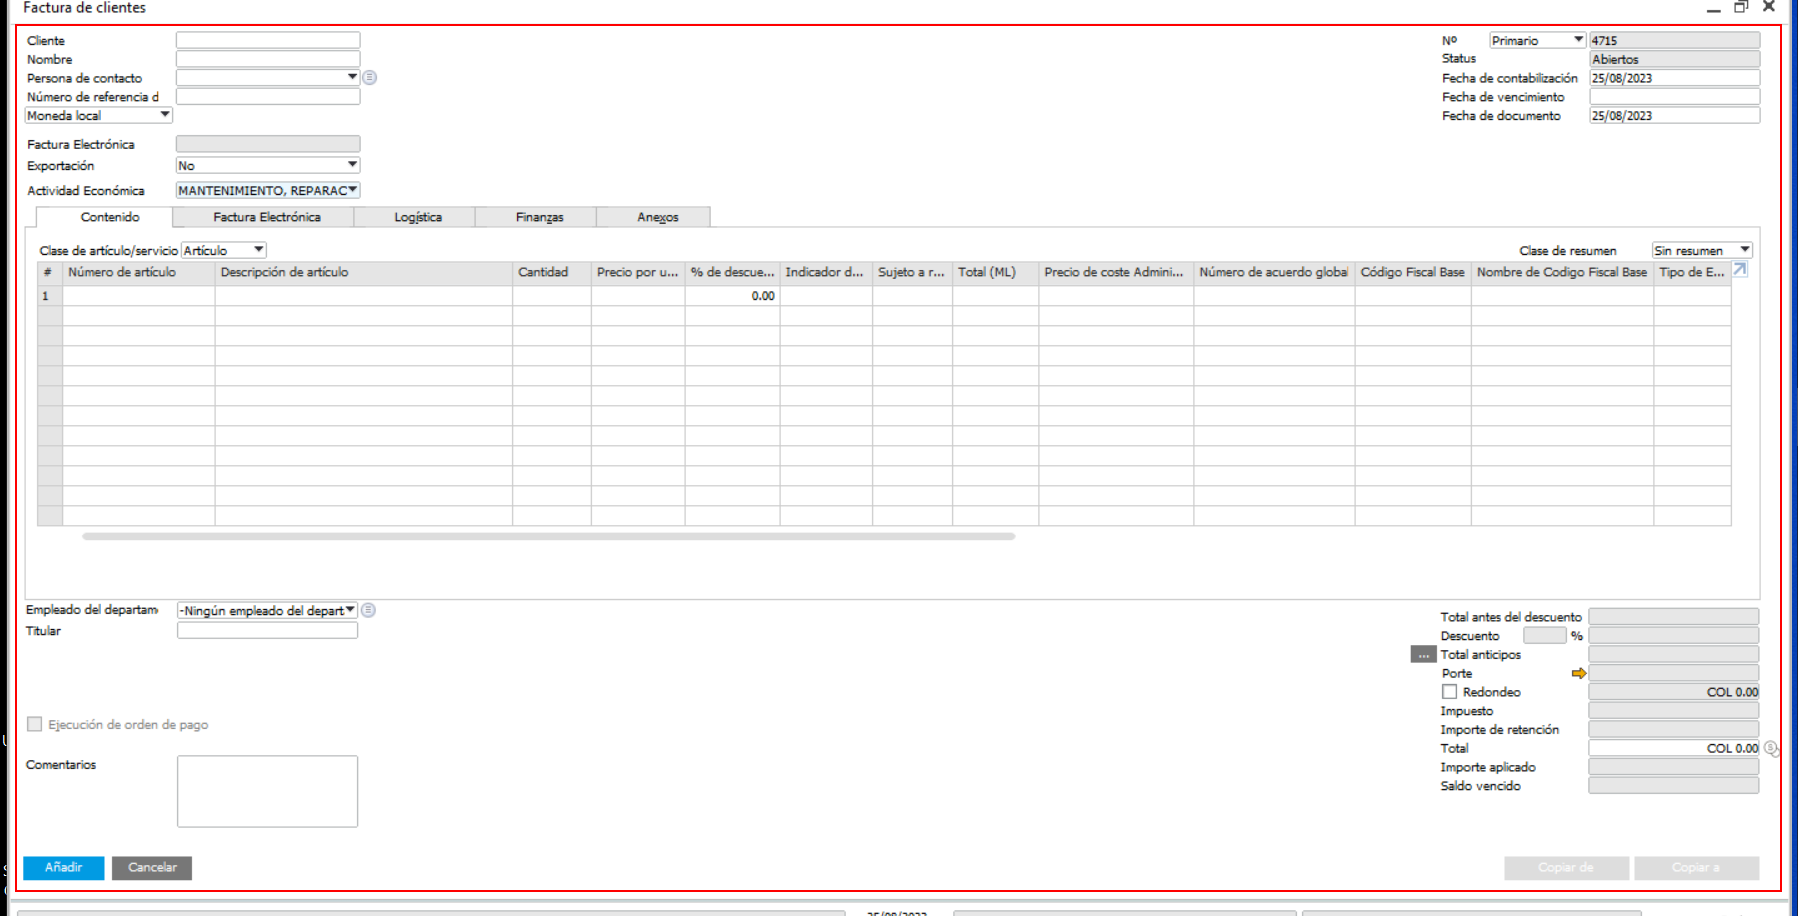 Factura de clientes
Cliente
Nombre
Persona de contacto
Número de referencia d
Moneda local
Factura Electrónica
Exportación No
Actividad Económica MANTENIMIENTO, REPARAC
Nº Primario 4715
Status Abiertos
Fecha de contabilización 25/08/2023
Fecha de vencimiento
Fecha de documento 25/08/2023
Contenido Factura Electrónica Logística Finanzas Anexos
Clase de artículo/servicio Artículo Clase de resumen Sin resumen
# Número de artículo Descripción de artículo Cantidad Precio por u... % de descue... Indicador d... Sujeto a r... Total (ML) Precio de coste Admini... Número de acuerdo global Código Fiscal Base Nombre de Codigo Fiscal Base Tipo de E...
1 0.00
Empleado del departam -Ningún empleado del depart
Titular
Ejecución de orden de pago
Comentarios
Total antes del descuento
Descuento %
... Total anticipos
Porte
Redondeo COL 0.00
Impuesto
Importe de retención
Total COL 0.00
Importe aplicado
Saldo vencido
Añadir Cancelar Copiar de Copiar a